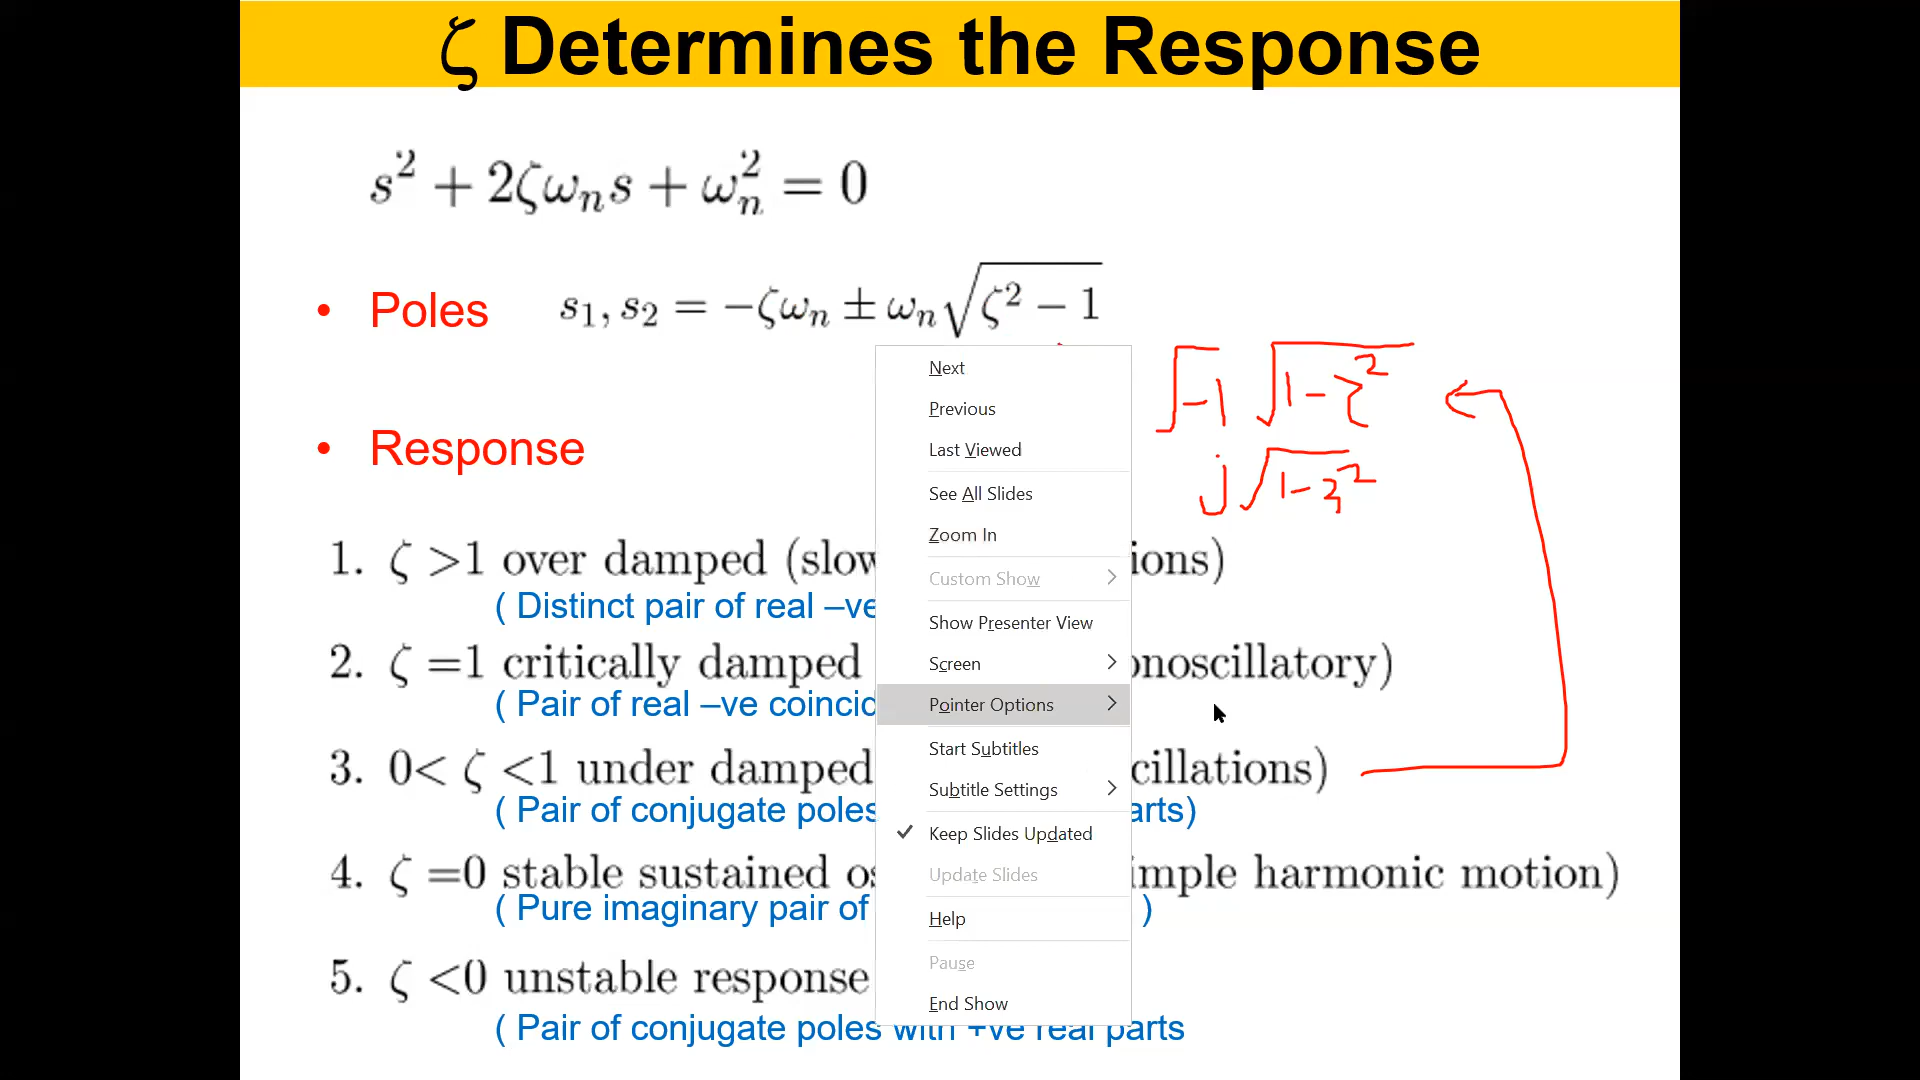 ζ Determines the Response
s² + 2ζωₙs + ωₙ² = 0
• Poles s₁, s₂ = −ζωₙ ± ωₙ√(ζ² − 1)
√-1 √(1-ζ²)
j√(1-ζ²)
• Response
1. ζ >1 over damped (slow ions)
( Distinct pair of real –ve
2. ζ =1 critically damped onoscillatory)
( Pair of real –ve coincid
3. 0< ζ <1 under damped cillations)
( Pair of conjugate poles arts)
4. ζ =0 stable sustained os imple harmonic motion)
( Pure imaginary pair of )
5. ζ <0 unstable response
( Pair of conjugate poles with +ve real parts
Next
Previous
Last Viewed
See All Slides
Zoom In
Custom Show
Show Presenter View
Screen
Pointer Options
Start Subtitles
Subtitle Settings
✓ Keep Slides Updated
Update Slides
Help
Pause
End Show